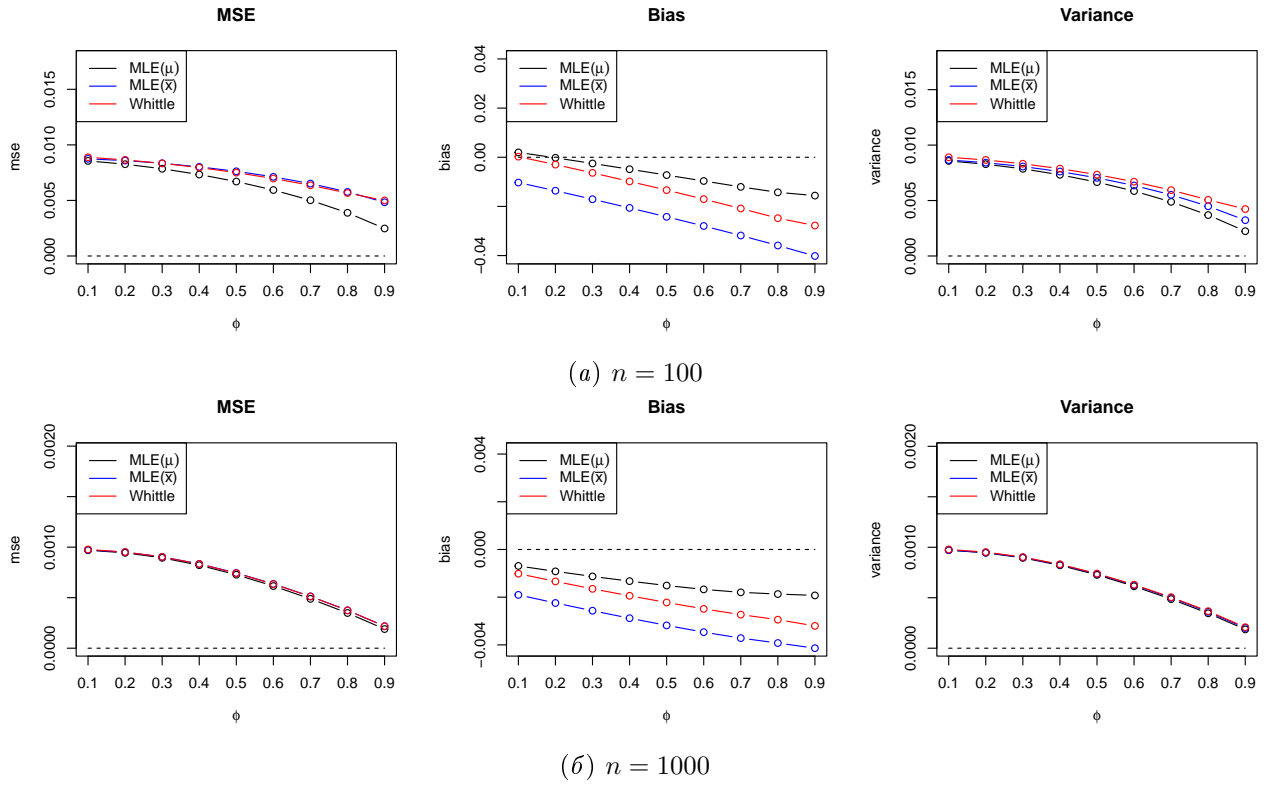 MSE
Bias
Variance
MLE(μ)
MLE(x̄)
Whittle
mse
0.000
0.005
0.010
0.015
0.1 0.2 0.3 0.4 0.5 0.6 0.7 0.8 0.9
ϕ
MLE(μ)
MLE(x̄)
Whittle
bias
−0.04
0.00
0.02
0.04
0.1 0.2 0.3 0.4 0.5 0.6 0.7 0.8 0.9
ϕ
MLE(μ)
MLE(x̄)
Whittle
variance
0.000
0.005
0.010
0.015
0.1 0.2 0.3 0.4 0.5 0.6 0.7 0.8 0.9
ϕ
(а) n = 100
MSE
Bias
Variance
MLE(μ)
MLE(x̄)
Whittle
mse
0.0000
0.0010
0.0020
0.1 0.2 0.3 0.4 0.5 0.6 0.7 0.8 0.9
ϕ
MLE(μ)
MLE(x̄)
Whittle
bias
−0.004
0.000
0.004
0.1 0.2 0.3 0.4 0.5 0.6 0.7 0.8 0.9
ϕ
MLE(μ)
MLE(x̄)
Whittle
variance
0.0000
0.0010
0.0020
0.1 0.2 0.3 0.4 0.5 0.6 0.7 0.8 0.9
ϕ
(б) n = 1000